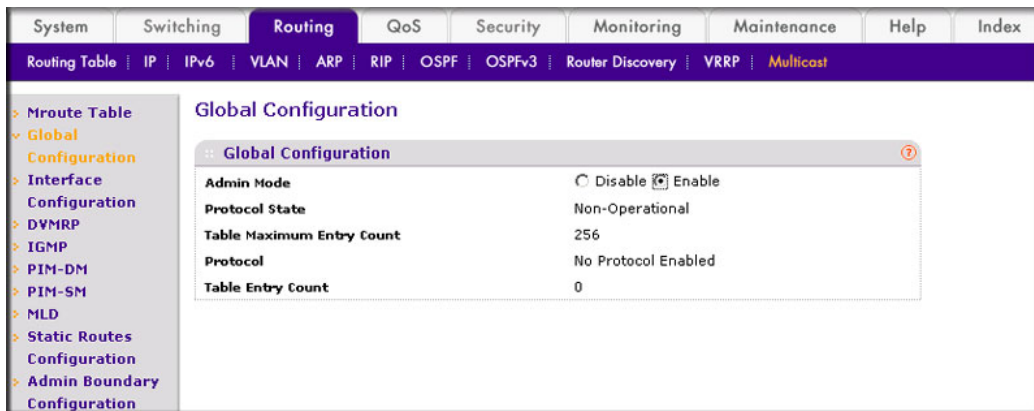 System Switching Routing QoS Security Monitoring Maintenance Help Index
Routing Table IP IPv6 VLAN ARP RIP OSPF OSPFv3 Router Discovery VRRP Multicast
Mroute Table
Global
Configuration
Interface
Configuration
DVMRP
IGMP
PIM-DM
PIM-SM
MLD
Static Routes
Configuration
Admin Boundary
Configuration
Global Configuration
Global Configuration ?
Admin Mode Disable Enable
Protocol State Non-Operational
Table Maximum Entry Count 256
Protocol No Protocol Enabled
Table Entry Count 0